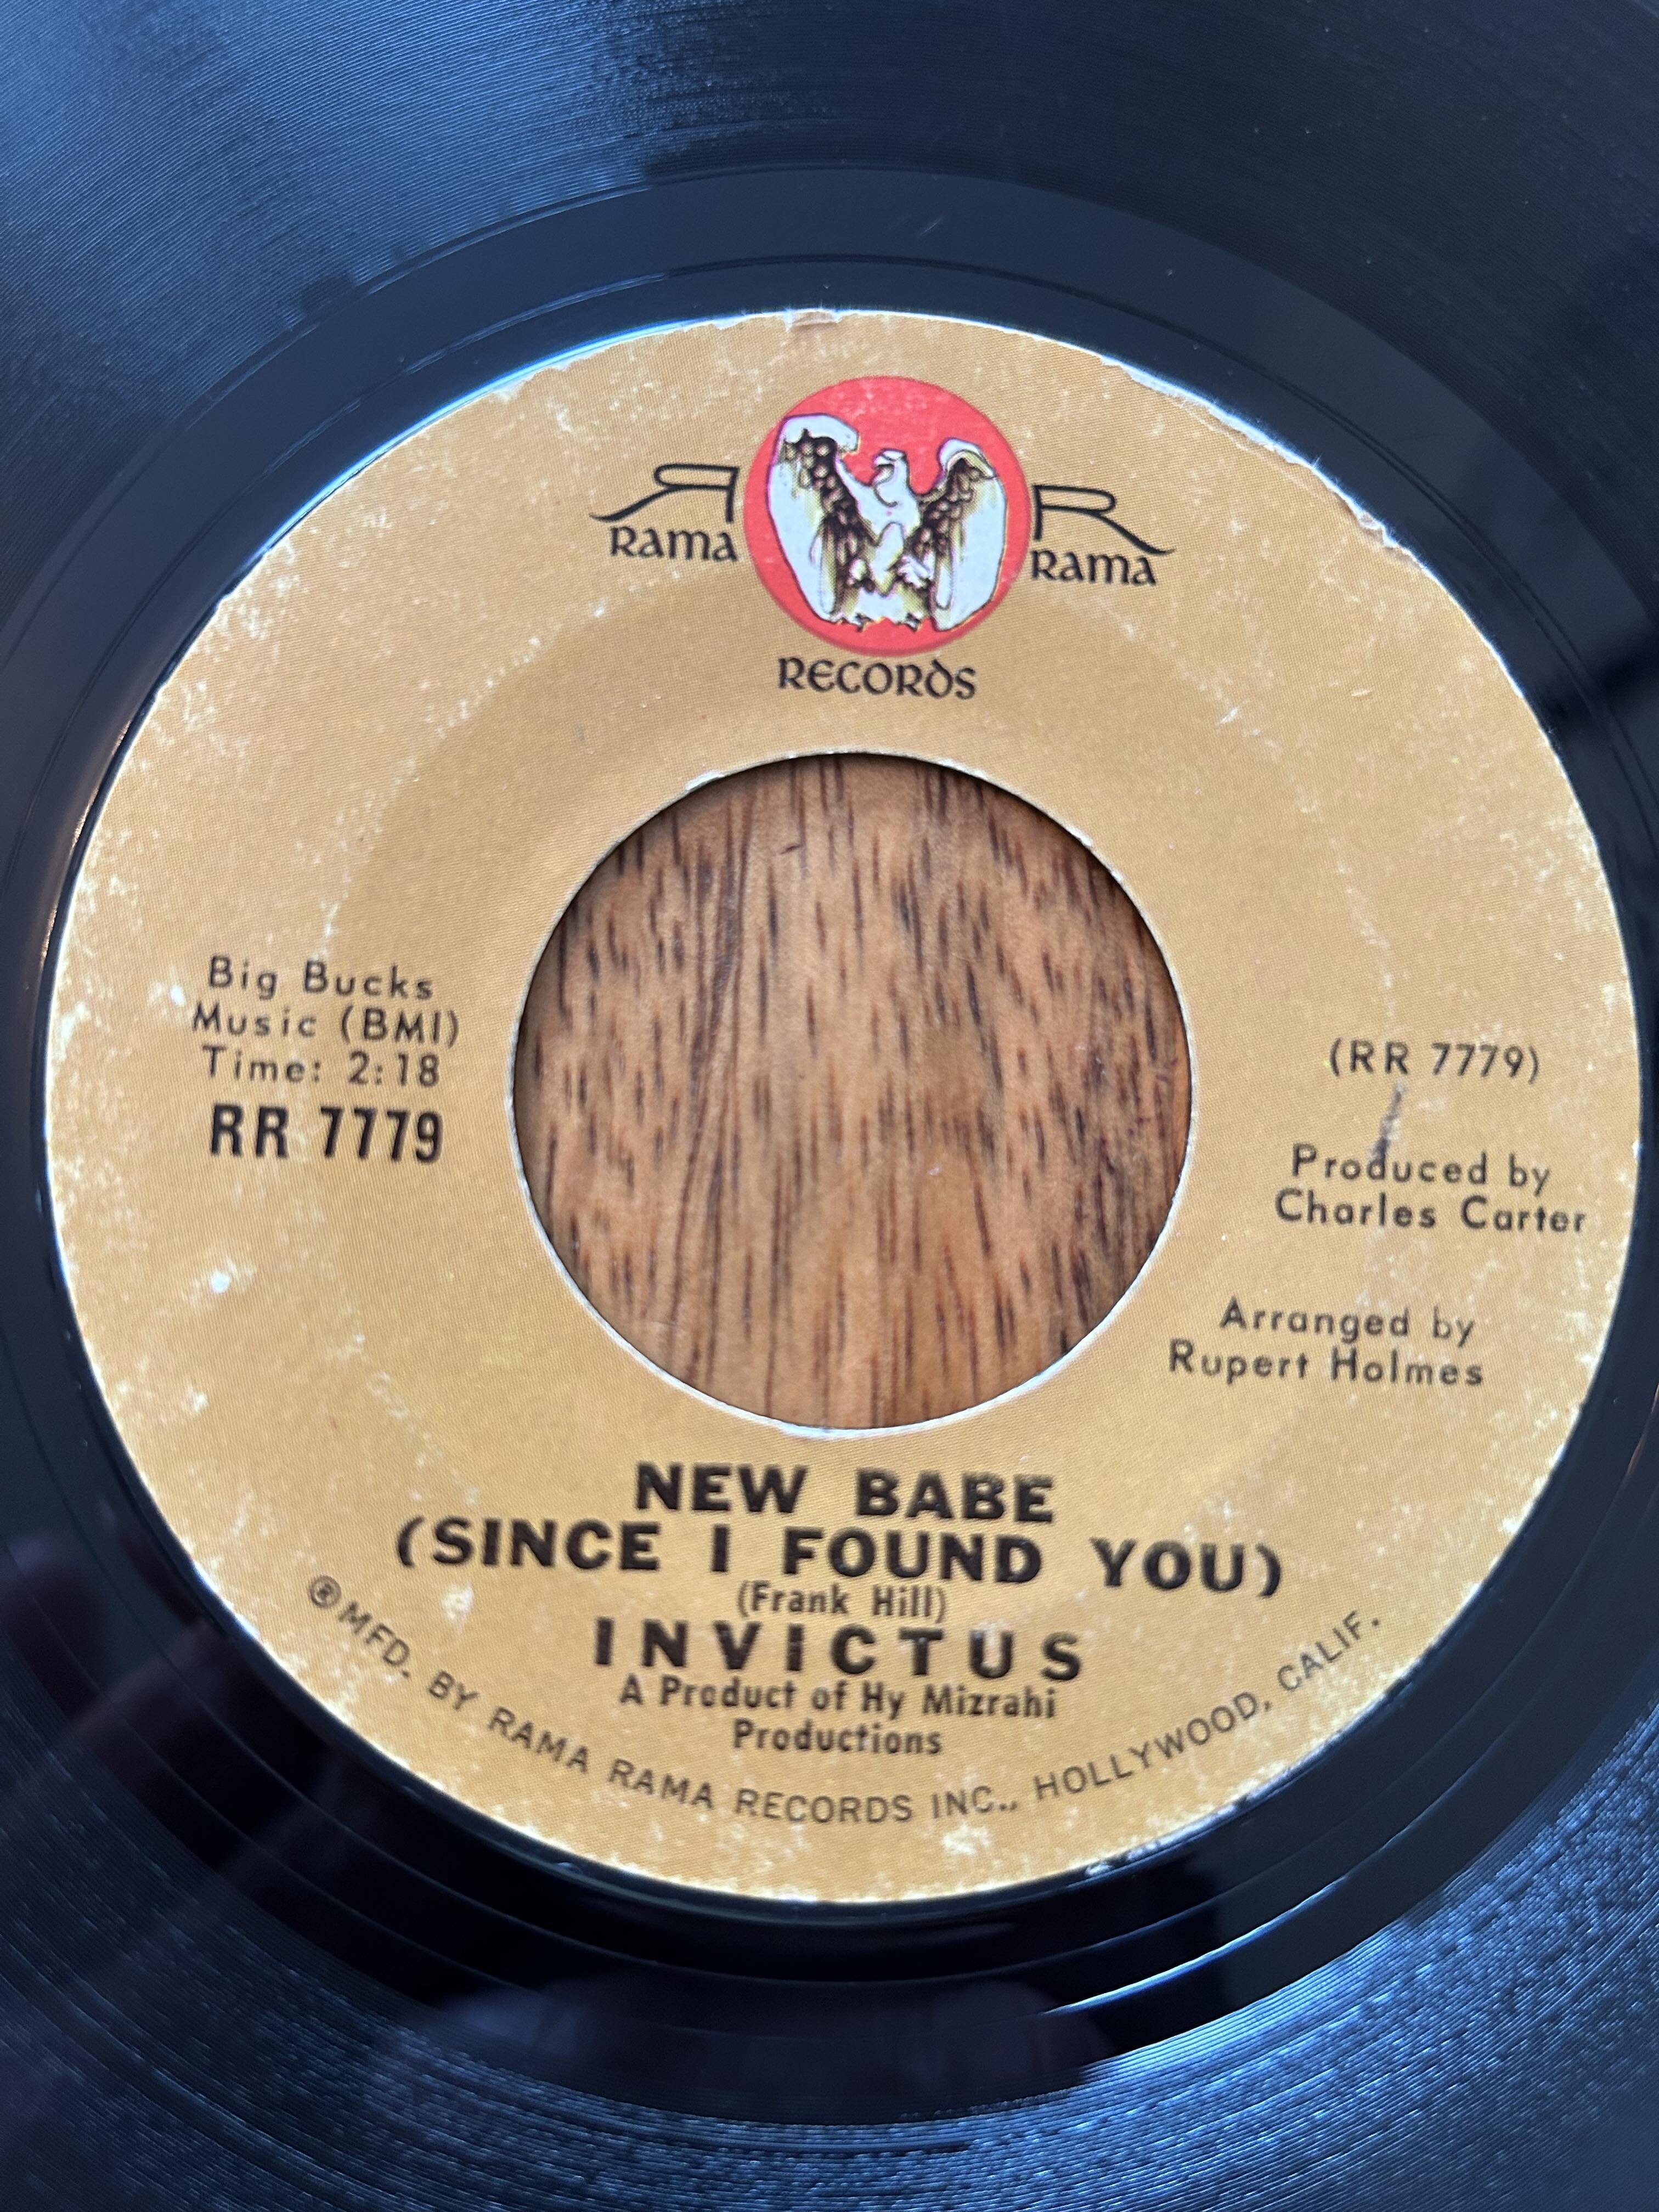 R R
RAMA RAMA
RECORDS
Big Bucks
Music (BMI)
Time: 2:18
RR 7779
(RR 7779)
Produced by
Charles Carter
Arranged by
Rupert Holmes
NEW BABE
(SINCE I FOUND YOU)
(Frank Hill)
INVICTUS
A Product of Hy Mizrahi
Productions
®MFD. BY RAMA RAMA RECORDS INC., HOLLYWOOD, CALIF.